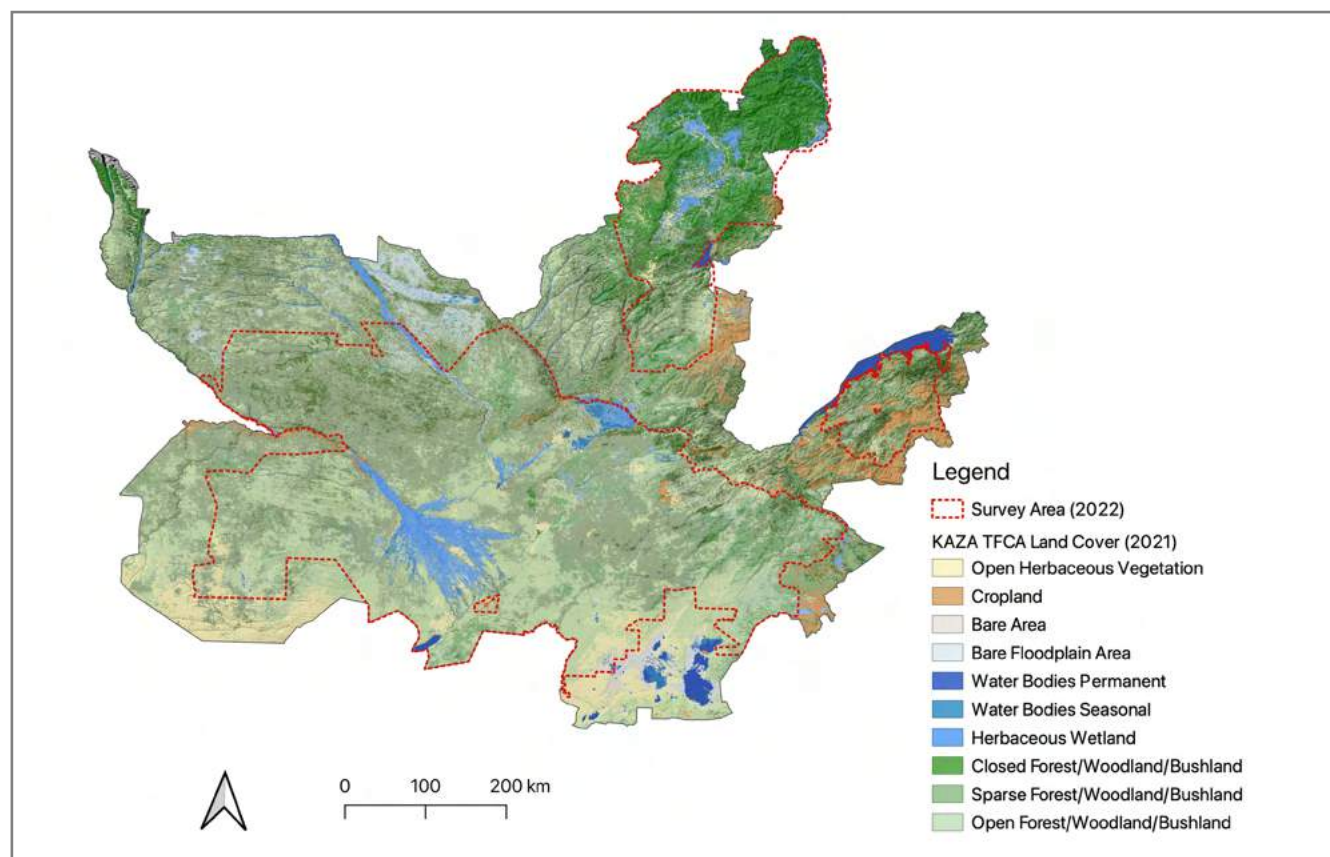 Legend
Survey Area (2022)
KAZA TFCA Land Cover (2021)
Open Herbaceous Vegetation
Cropland
Bare Area
Bare Floodplain Area
Water Bodies Permanent
Water Bodies Seasonal
Herbaceous Wetland
Closed Forest/Woodland/Bushland
Sparse Forest/Woodland/Bushland
Open Forest/Woodland/Bushland
0 100 200 km